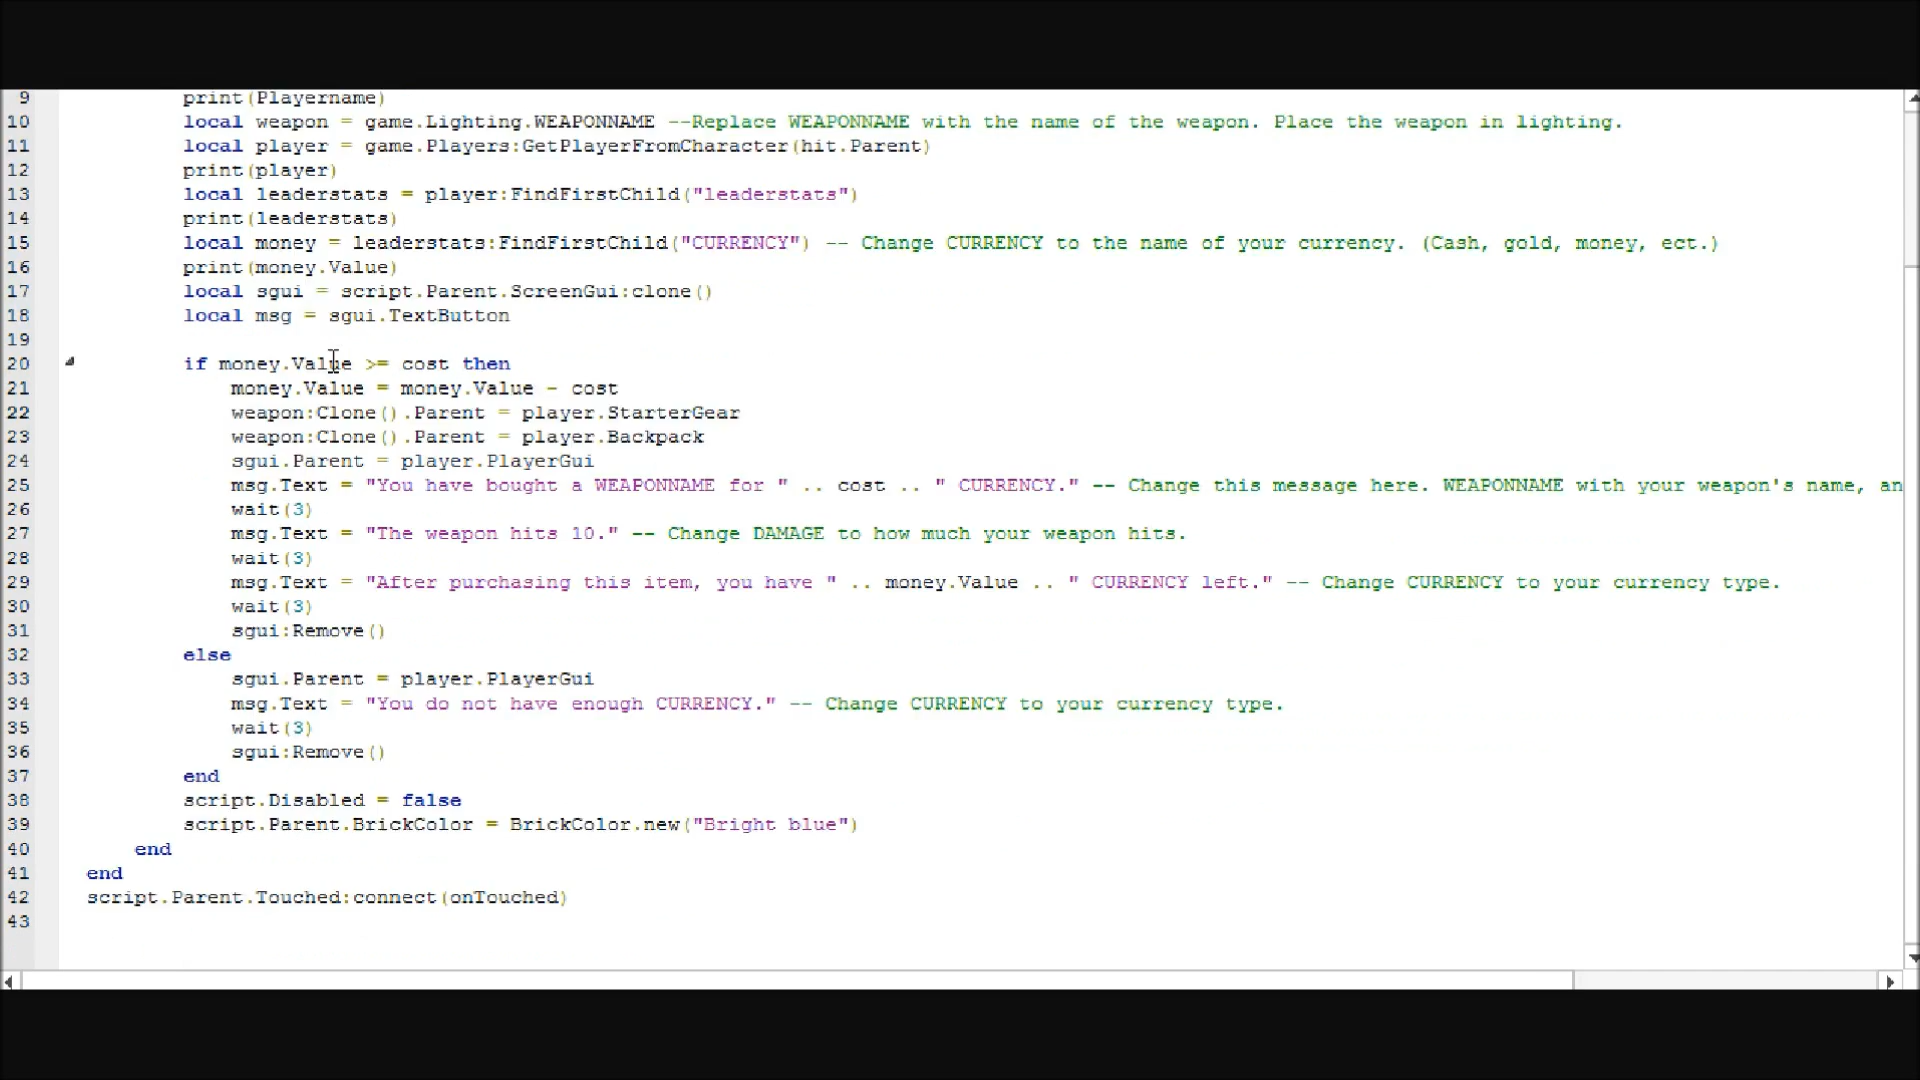 9 print(Playername)
10 local weapon = game.Lighting.WEAPONNAME --Replace WEAPONNAME with the name of the weapon. Place the weapon in lighting.
11 local player = game.Players:GetPlayerFromCharacter(hit.Parent)
12 print(player)
13 local leaderstats = player:FindFirstChild("leaderstats")
14 print(leaderstats)
15 local money = leaderstats:FindFirstChild("CURRENCY") -- Change CURRENCY to the name of your currency. (Cash, gold, money, ect.)
16 print(money.Value)
17 local sgui = script.Parent.ScreenGui:clone()
18 local msg = sgui.TextButton
19
20 if money.Value >= cost then
21 money.Value = money.Value - cost
22 weapon:Clone().Parent = player.StarterGear
23 weapon:Clone().Parent = player.Backpack
24 sgui.Parent = player.PlayerGui
25 msg.Text = "You have bought a WEAPONNAME for " .. cost .. " CURRENCY." -- Change this message here. WEAPONNAME with your weapon's name, an
26 wait(3)
27 msg.Text = "The weapon hits 10." -- Change DAMAGE to how much your weapon hits.
28 wait(3)
29 msg.Text = "After purchasing this item, you have " .. money.Value .. " CURRENCY left." -- Change CURRENCY to your currency type.
30 wait(3)
31 sgui:Remove()
32 else
33 sgui.Parent = player.PlayerGui
34 msg.Text = "You do not have enough CURRENCY." -- Change CURRENCY to your currency type.
35 wait(3)
36 sgui:Remove()
37 end
38 script.Disabled = false
39 script.Parent.BrickColor = BrickColor.new("Bright blue")
40 end
41 end
42 script.Parent.Touched:connect(onTouched)
43